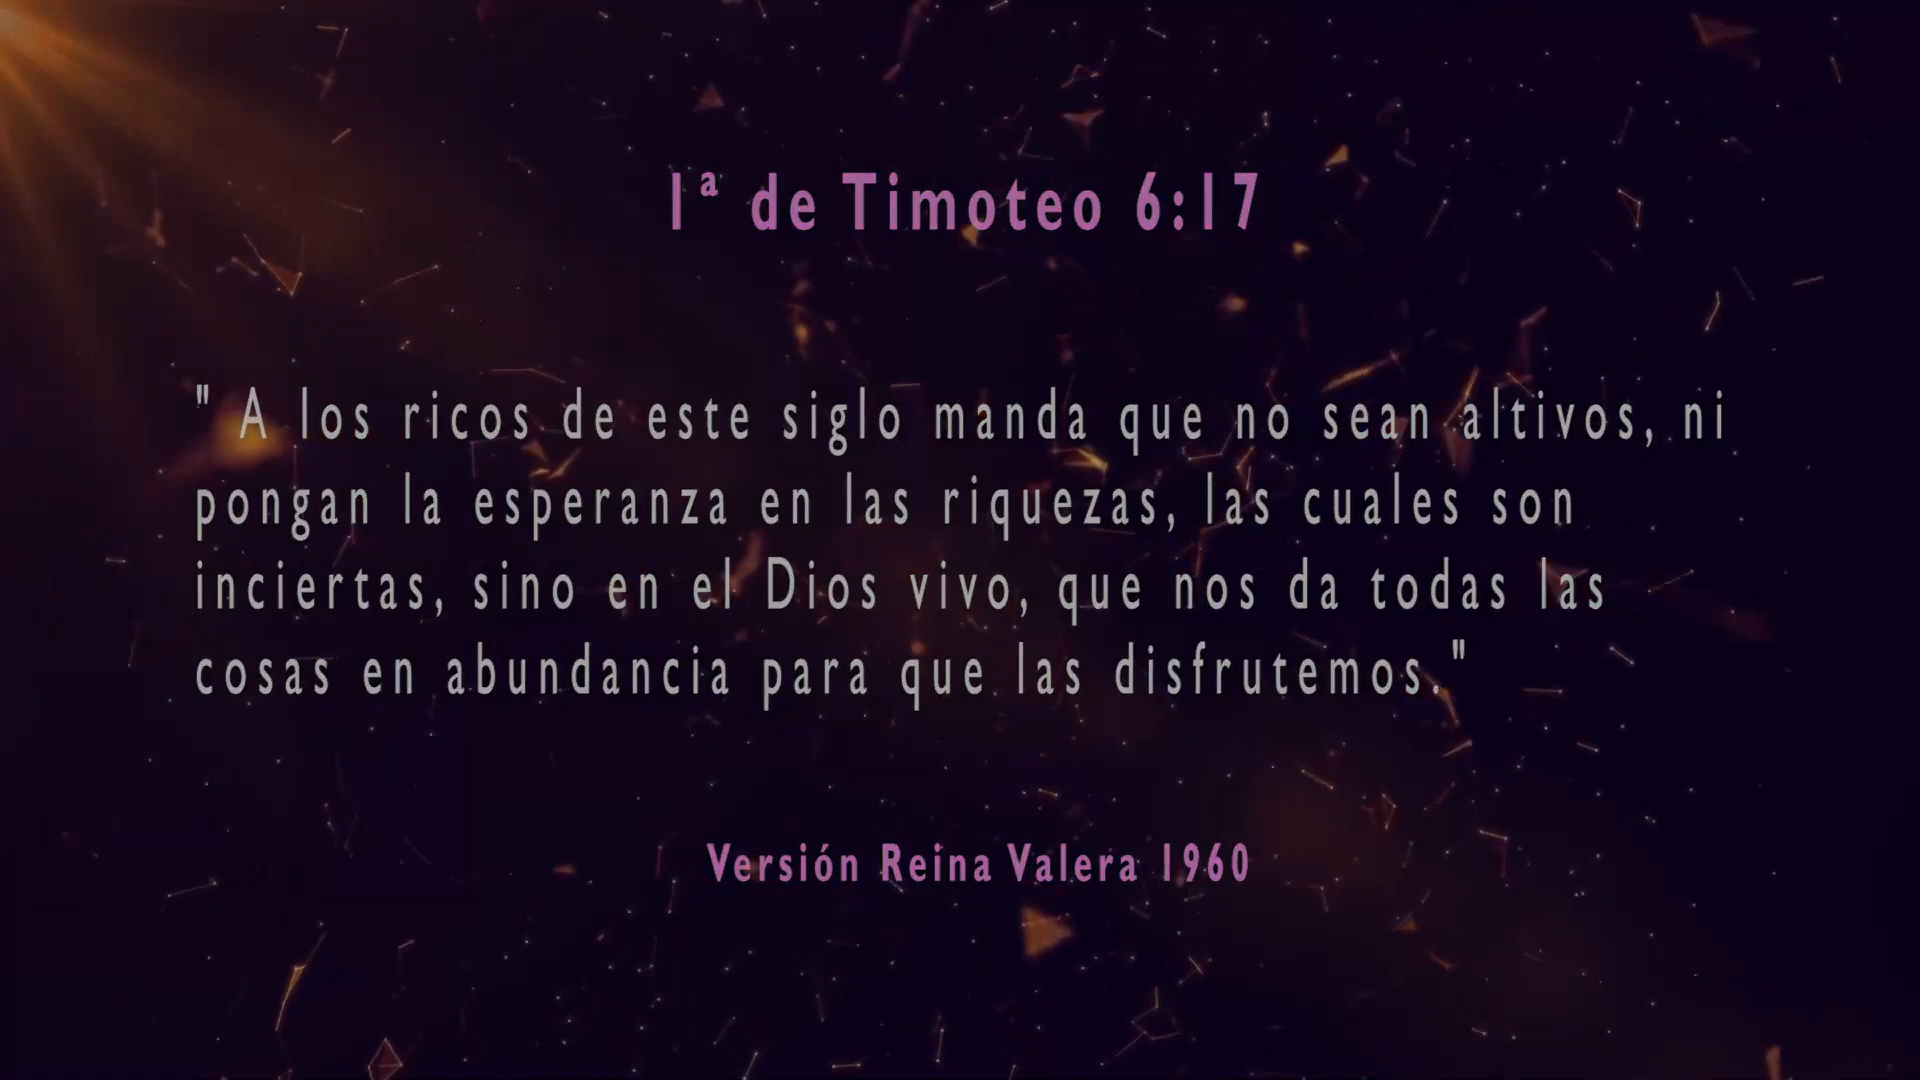 1ª de Timoteo 6:17
" A los ricos de este siglo manda que no sean altivos, ni
pongan la esperanza en las riquezas, las cuales son
inciertas, sino en el Dios vivo, que nos da todas las
cosas en abundancia para que las disfrutemos."
Versión Reina Valera 1960